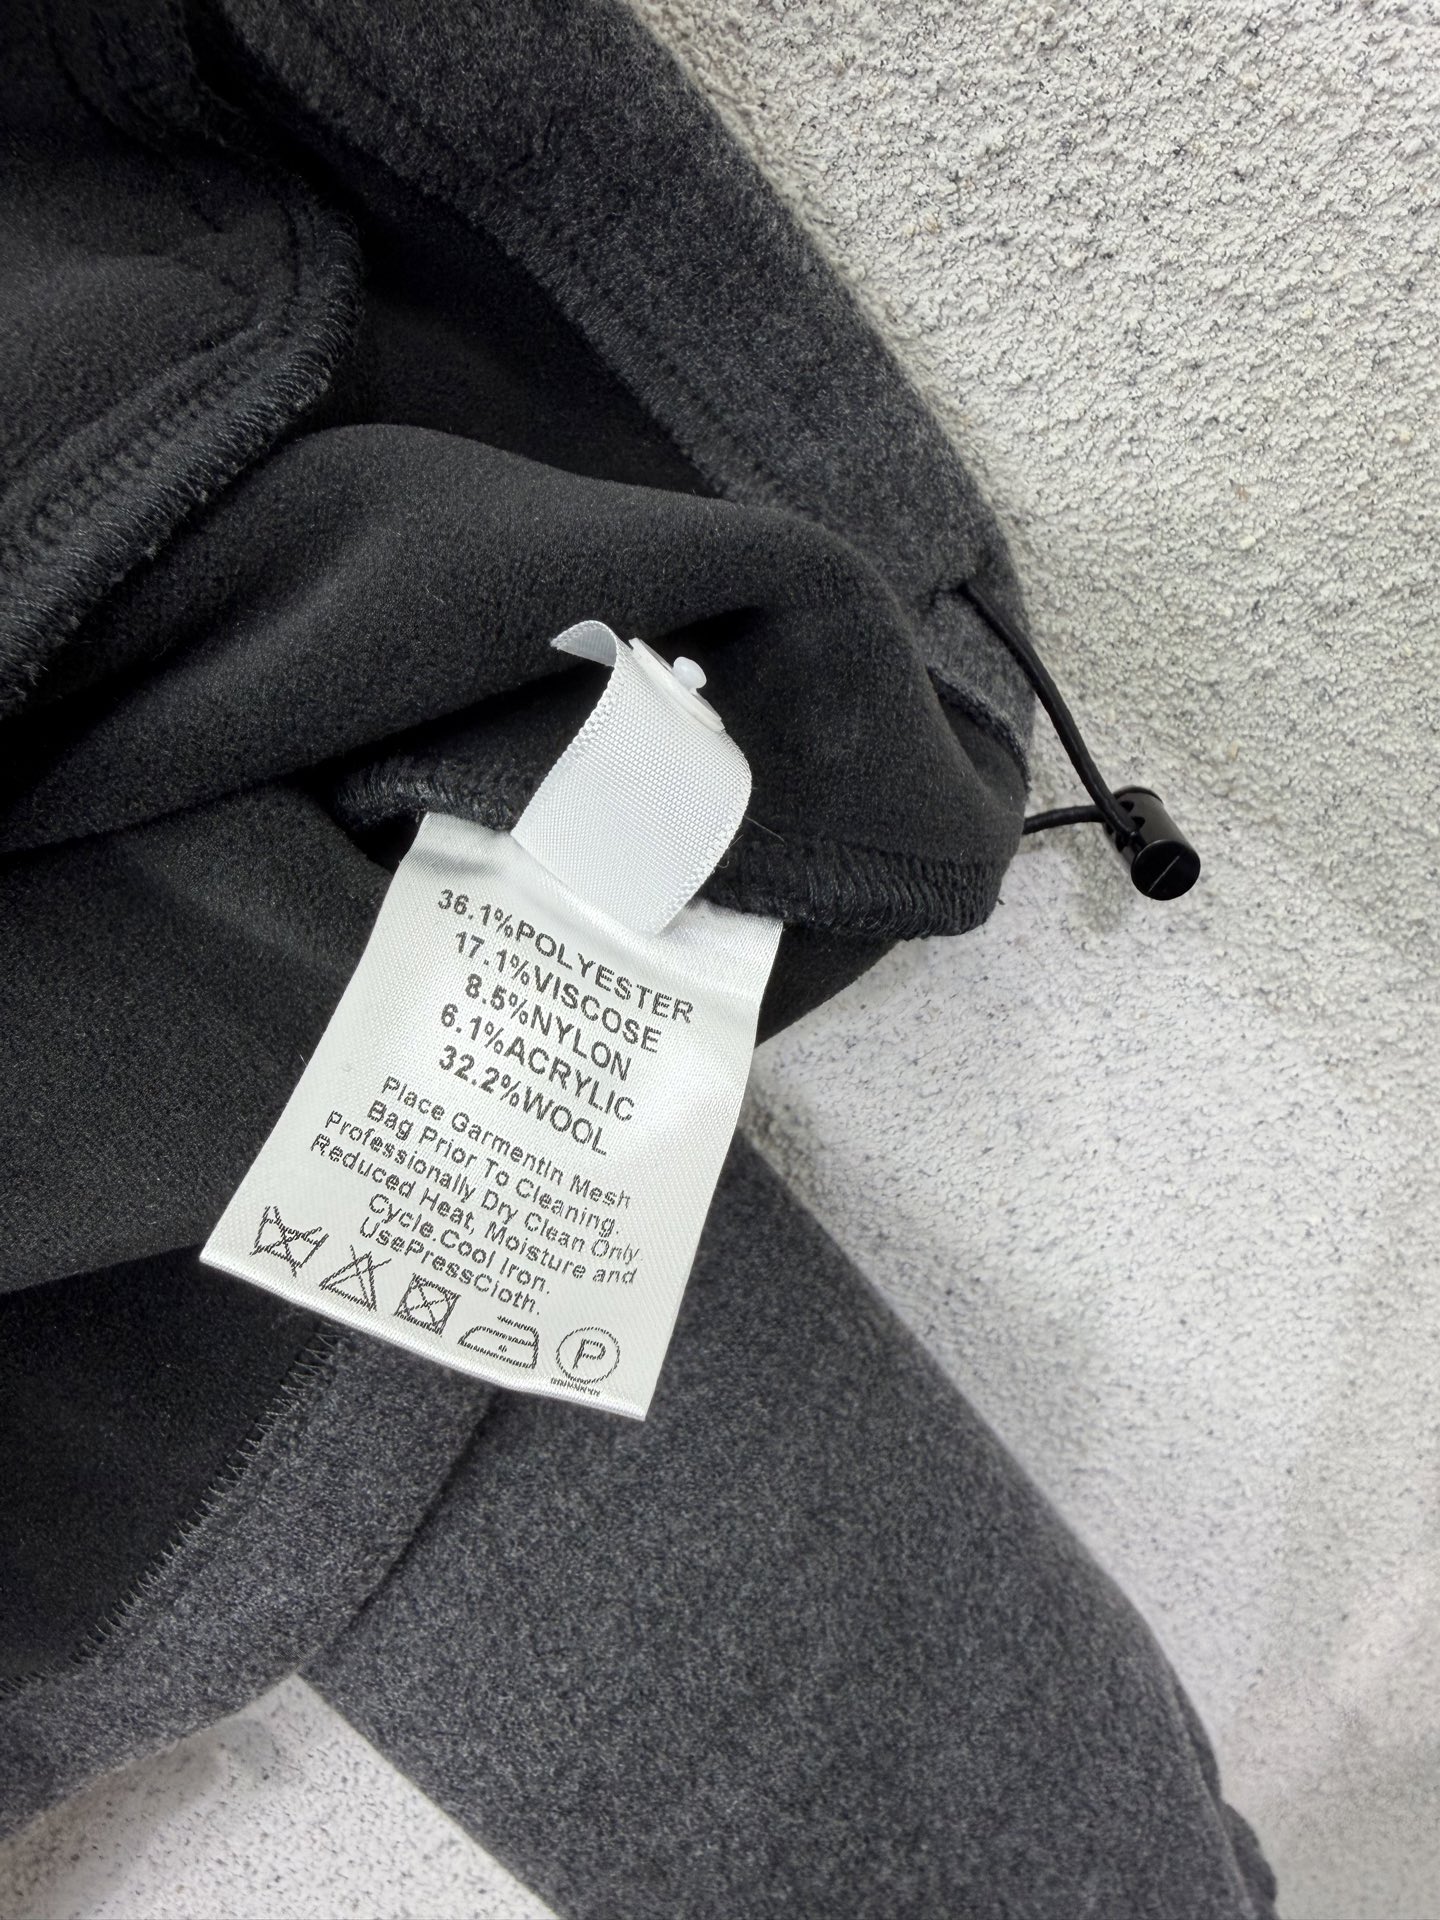 36.1%POLYESTER
17.1%VISCOSE
8.5%NYLON
6.1%ACRYLIC
32.2%WOOL
Place GarmentIn Mesh
Bag Prior To Cleaning.
Professionally Dry Clean Only
Reduced Heat, Moisture and
Cycle.Cool Iron.
UsePressCloth.
P